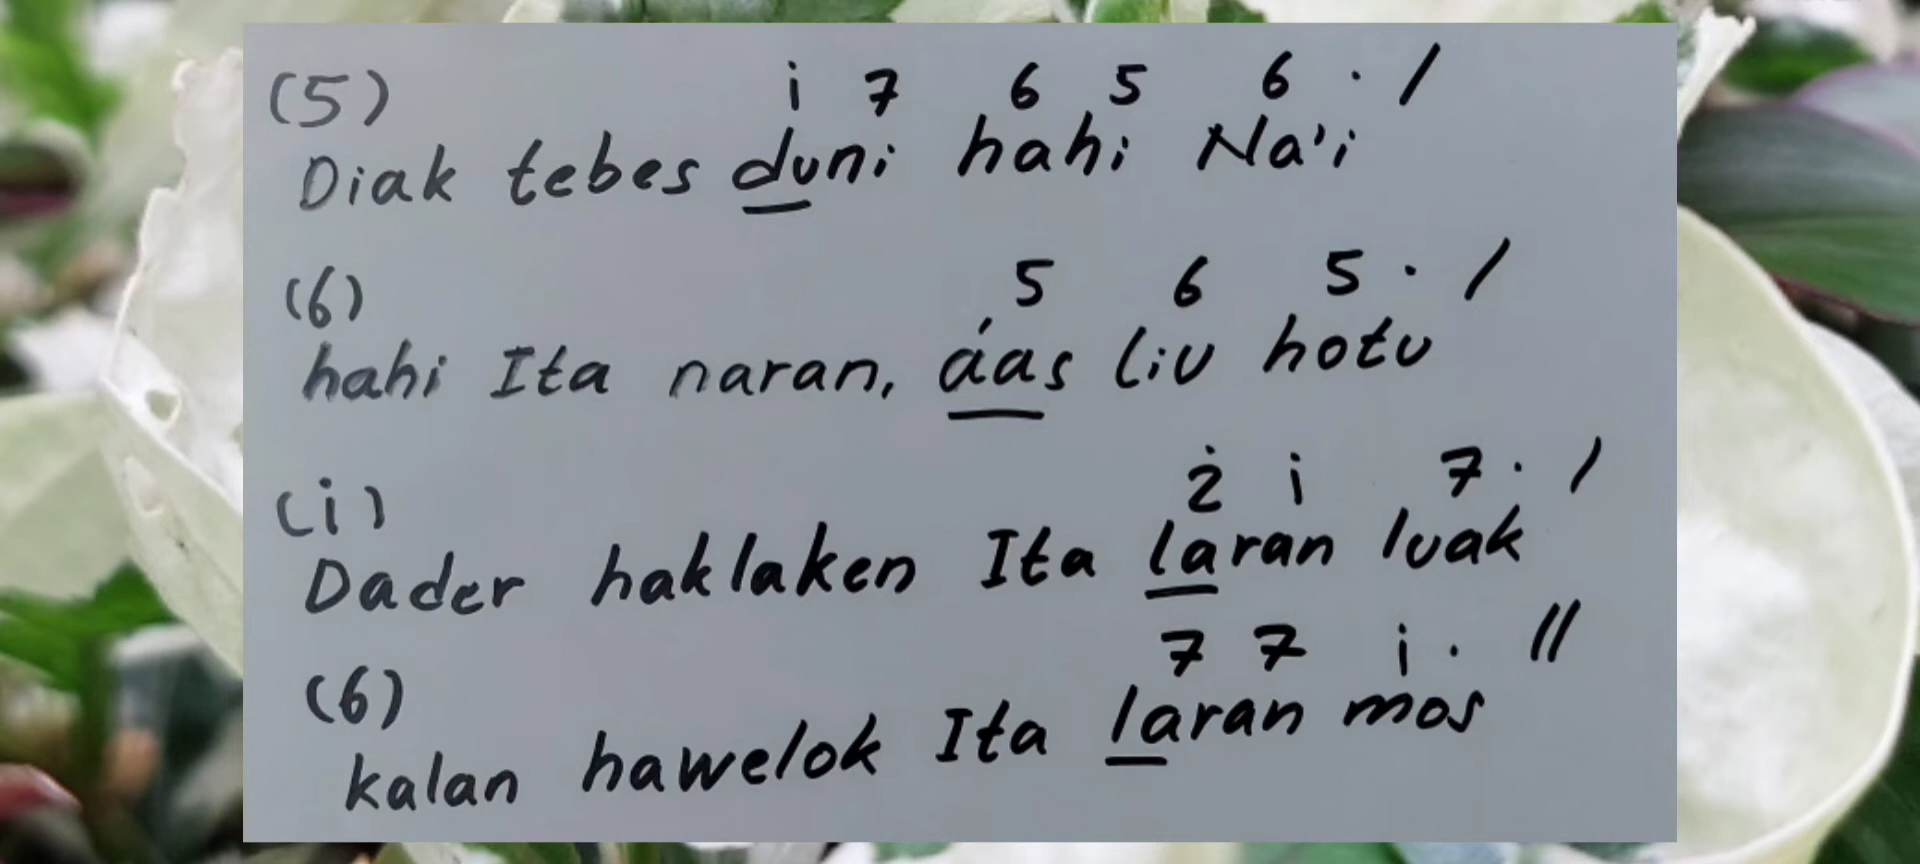 (5) i 7 6 5 6 . /
Diak tebes duni hahi Na'i
(6) 5 6 5 . /
hahi Ita naran, áas liu hotu
(i) 2̇ i 7 . /
Dader haklaken Ita laran luak
(6) 7 7 i . //
kalan hawelok Ita laran mos